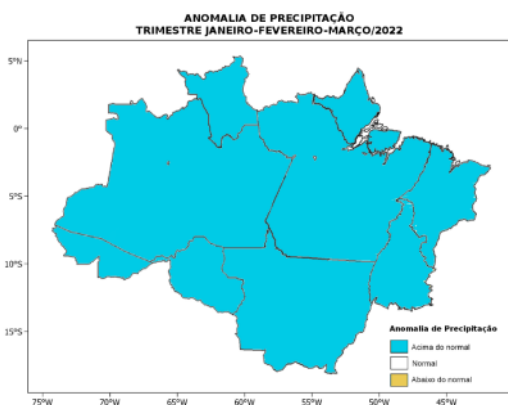 ANOMALIA DE PRECIPITAÇÃO
TRIMESTRE JANEIRO-FEVEREIRO-MARÇO/2022
5°N
0°
5°S
10°S
15°S
Anomalia de Precipitação
Acima do normal
Normal
Abaixo do normal
75°W 70°W 65°W 60°W 55°W 50°W 45°W